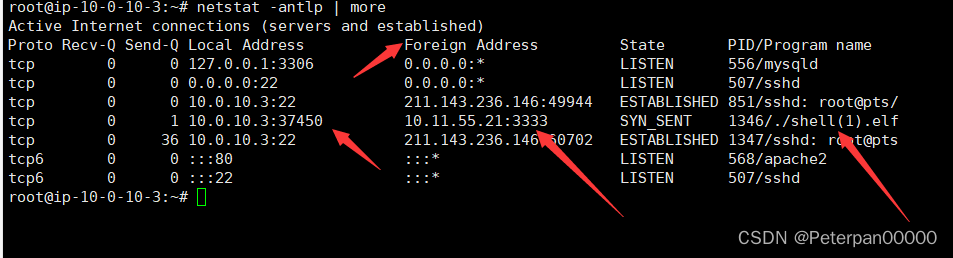 root@ip-10-0-10-3:~# netstat -antlp | more
Active Internet connections (servers and established)
Proto Recv-Q Send-Q Local Address Foreign Address State PID/Program name
tcp 0 0 127.0.0.1:3306 0.0.0.0:* LISTEN 556/mysqld
tcp 0 0 0.0.0.0:22 0.0.0.0:* LISTEN 507/sshd
tcp 0 0 10.0.10.3:22 211.143.236.146:49944 ESTABLISHED 851/sshd: root@pts/
tcp 0 1 10.0.10.3:37450 10.11.55.21:3333 SYN_SENT 1346/./shell(1).elf
tcp 0 36 10.0.10.3:22 211.143.236.146:60702 ESTABLISHED 1347/sshd: root@pts
tcp6 0 0 :::80 :::* LISTEN 568/apache2
tcp6 0 0 :::22 :::* LISTEN 507/sshd
root@ip-10-0-10-3:~#
CSDN @Peterpan00000